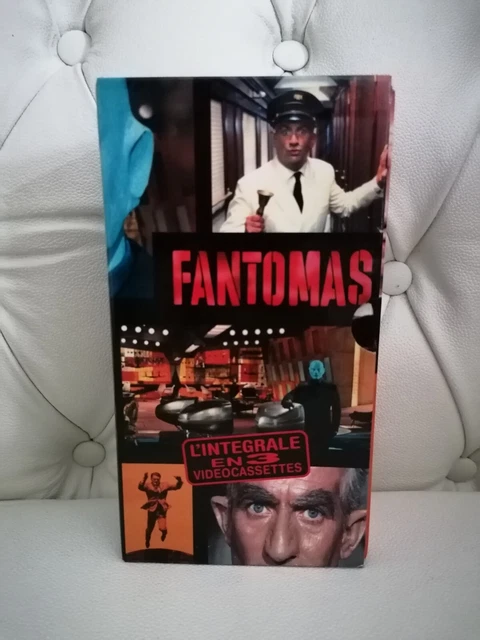 FANTOMAS
L'INTEGRALE
EN 3
VIDEOCASSETTES